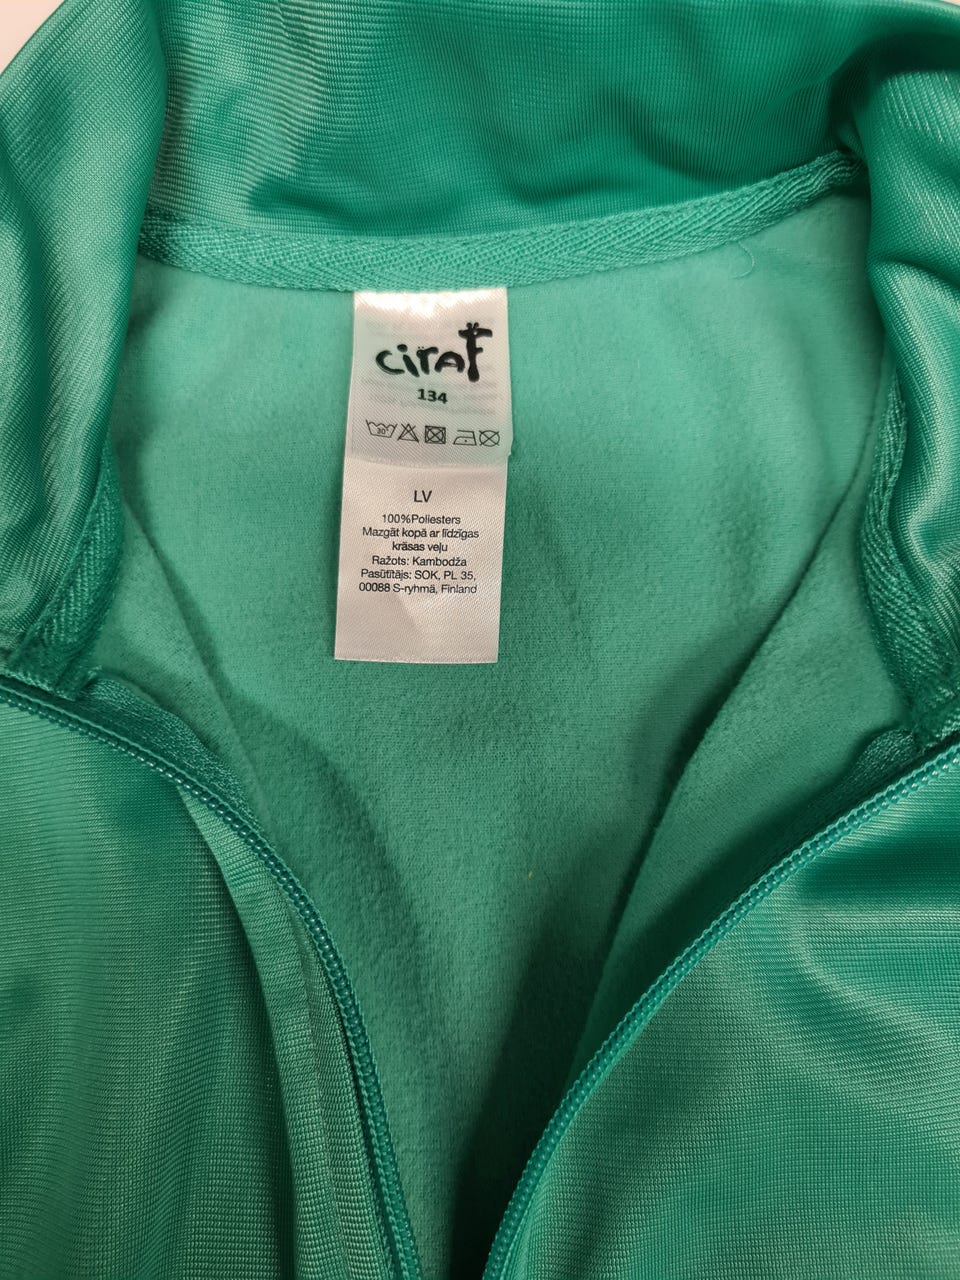 ciraf
134
30
LV
100%Poliesters
Mazgāt kopā ar līdzīgas
krāsas veļu
Ražots: Kambodža
Pasūtītājs: SOK, PL 35,
00088 S-ryhmä, Finland